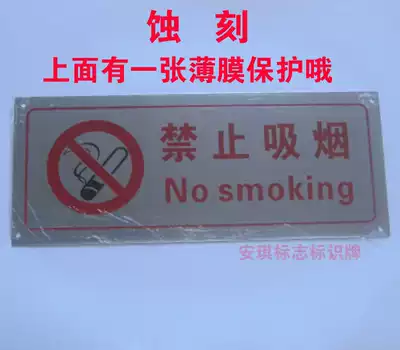 蚀 刻
上面有一张薄膜保护哦
禁止吸烟
No smoking
安琪标志标识牌